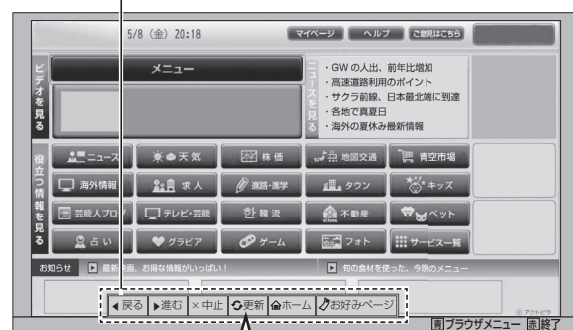 5/8（金）20:18
マイページ
ヘルプ
ご意見はこちら
ビデオを見る
メニュー
ニュースを見る
・GWの人出、前年比増加
・高速道路利用のポイント
・サクラ前線、日本最北端に到達
・各地で真夏日
・海外の夏休み最新情報
役立つ情報を見る
ニュース
天気
株価
地図交通
青空市場
海外情報
求人
進路・進学
タウン
キッズ
芸能人ブログ
テレビ・芸能
한 韓流
不動産
ペット
占い
グラビア
ゲーム
フォト
サービス一覧
お知らせ
最新映画、お得な情報がいっぱい！
旬の食材を使った、今晩のメニュー
戻る
進む
×中止
更新
ホーム
お好みページ
© アクトビラ
青 ブラウザメニュー 赤 終了